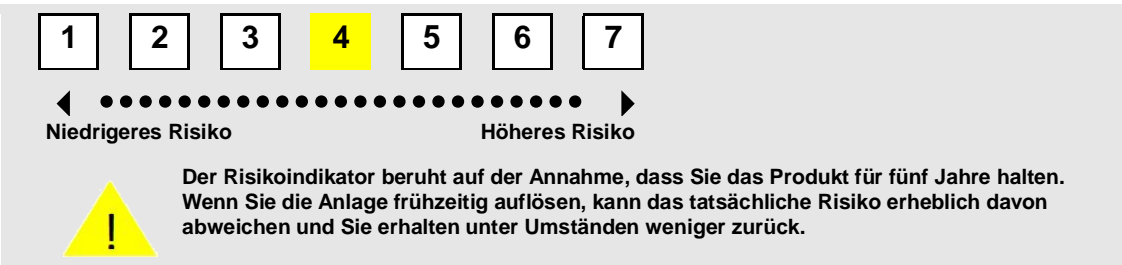 1 2 3 4 5 6 7
Niedrigeres Risiko Höheres Risiko
Der Risikoindikator beruht auf der Annahme, dass Sie das Produkt für fünf Jahre halten.
Wenn Sie die Anlage frühzeitig auflösen, kann das tatsächliche Risiko erheblich davon
abweichen und Sie erhalten unter Umständen weniger zurück.
!